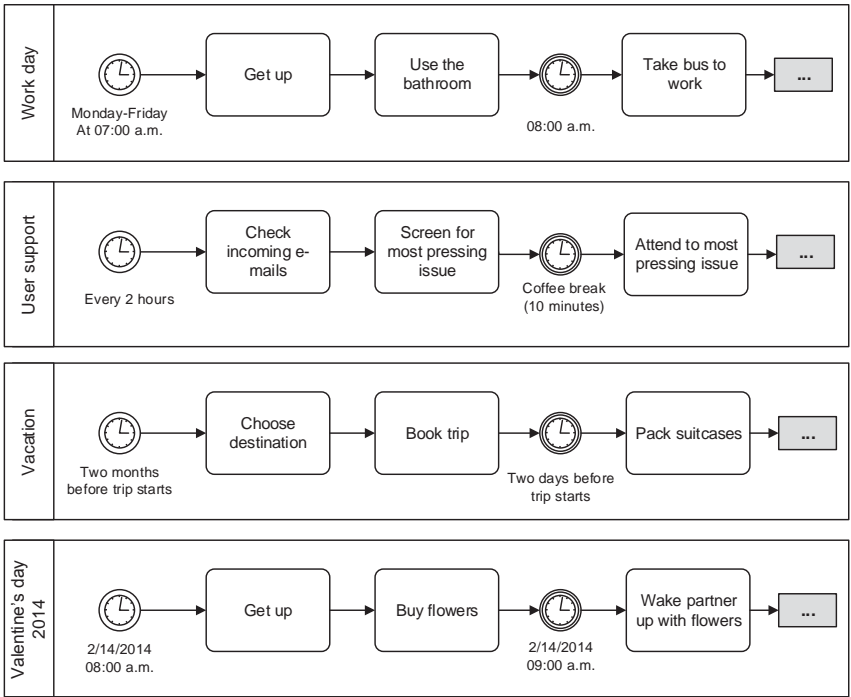 Work day
Monday-Friday
At 07:00 a.m.
Get up
Use the
bathroom
08:00 a.m.
Take bus to
work
...
User support
Every 2 hours
Check
incoming e-
mails
Screen for
most pressing
issue
Coffee break
(10 minutes)
Attend to most
pressing issue
...
Vacation
Two months
before trip starts
Choose
destination
Book trip
Two days before
trip starts
Pack suitcases
...
Valentine's day
2014
2/14/2014
08:00 a.m.
Get up
Buy flowers
2/14/2014
09:00 a.m.
Wake partner
up with flowers
...